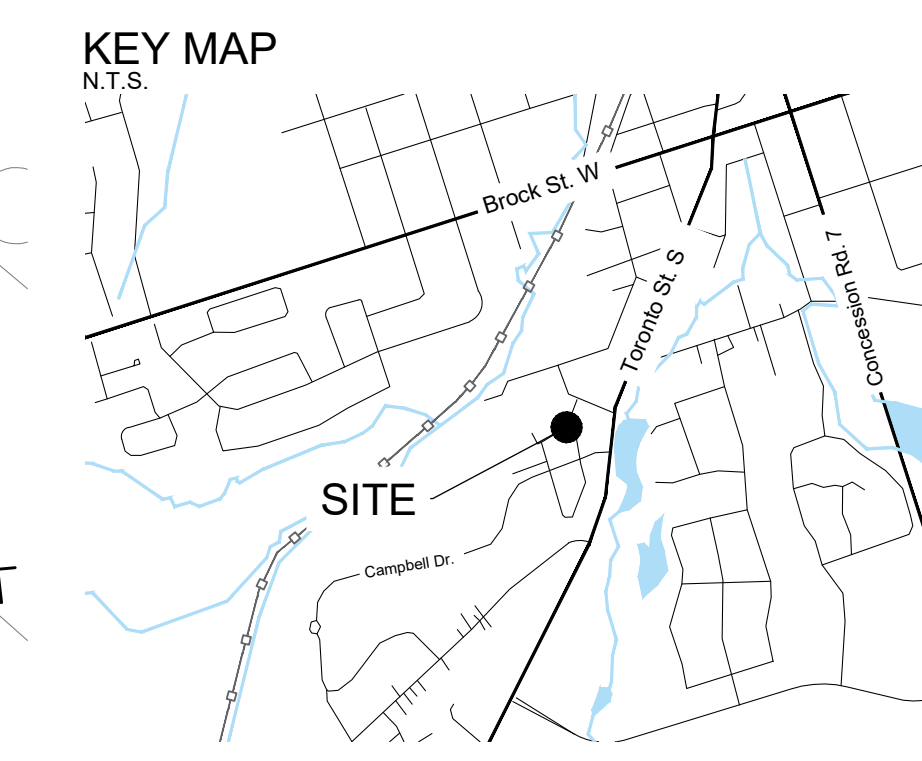 KEY MAP
N.T.S.
Brock St. W
Toronto St. S
Concession Rd. 7
SITE
Campbell Dr.